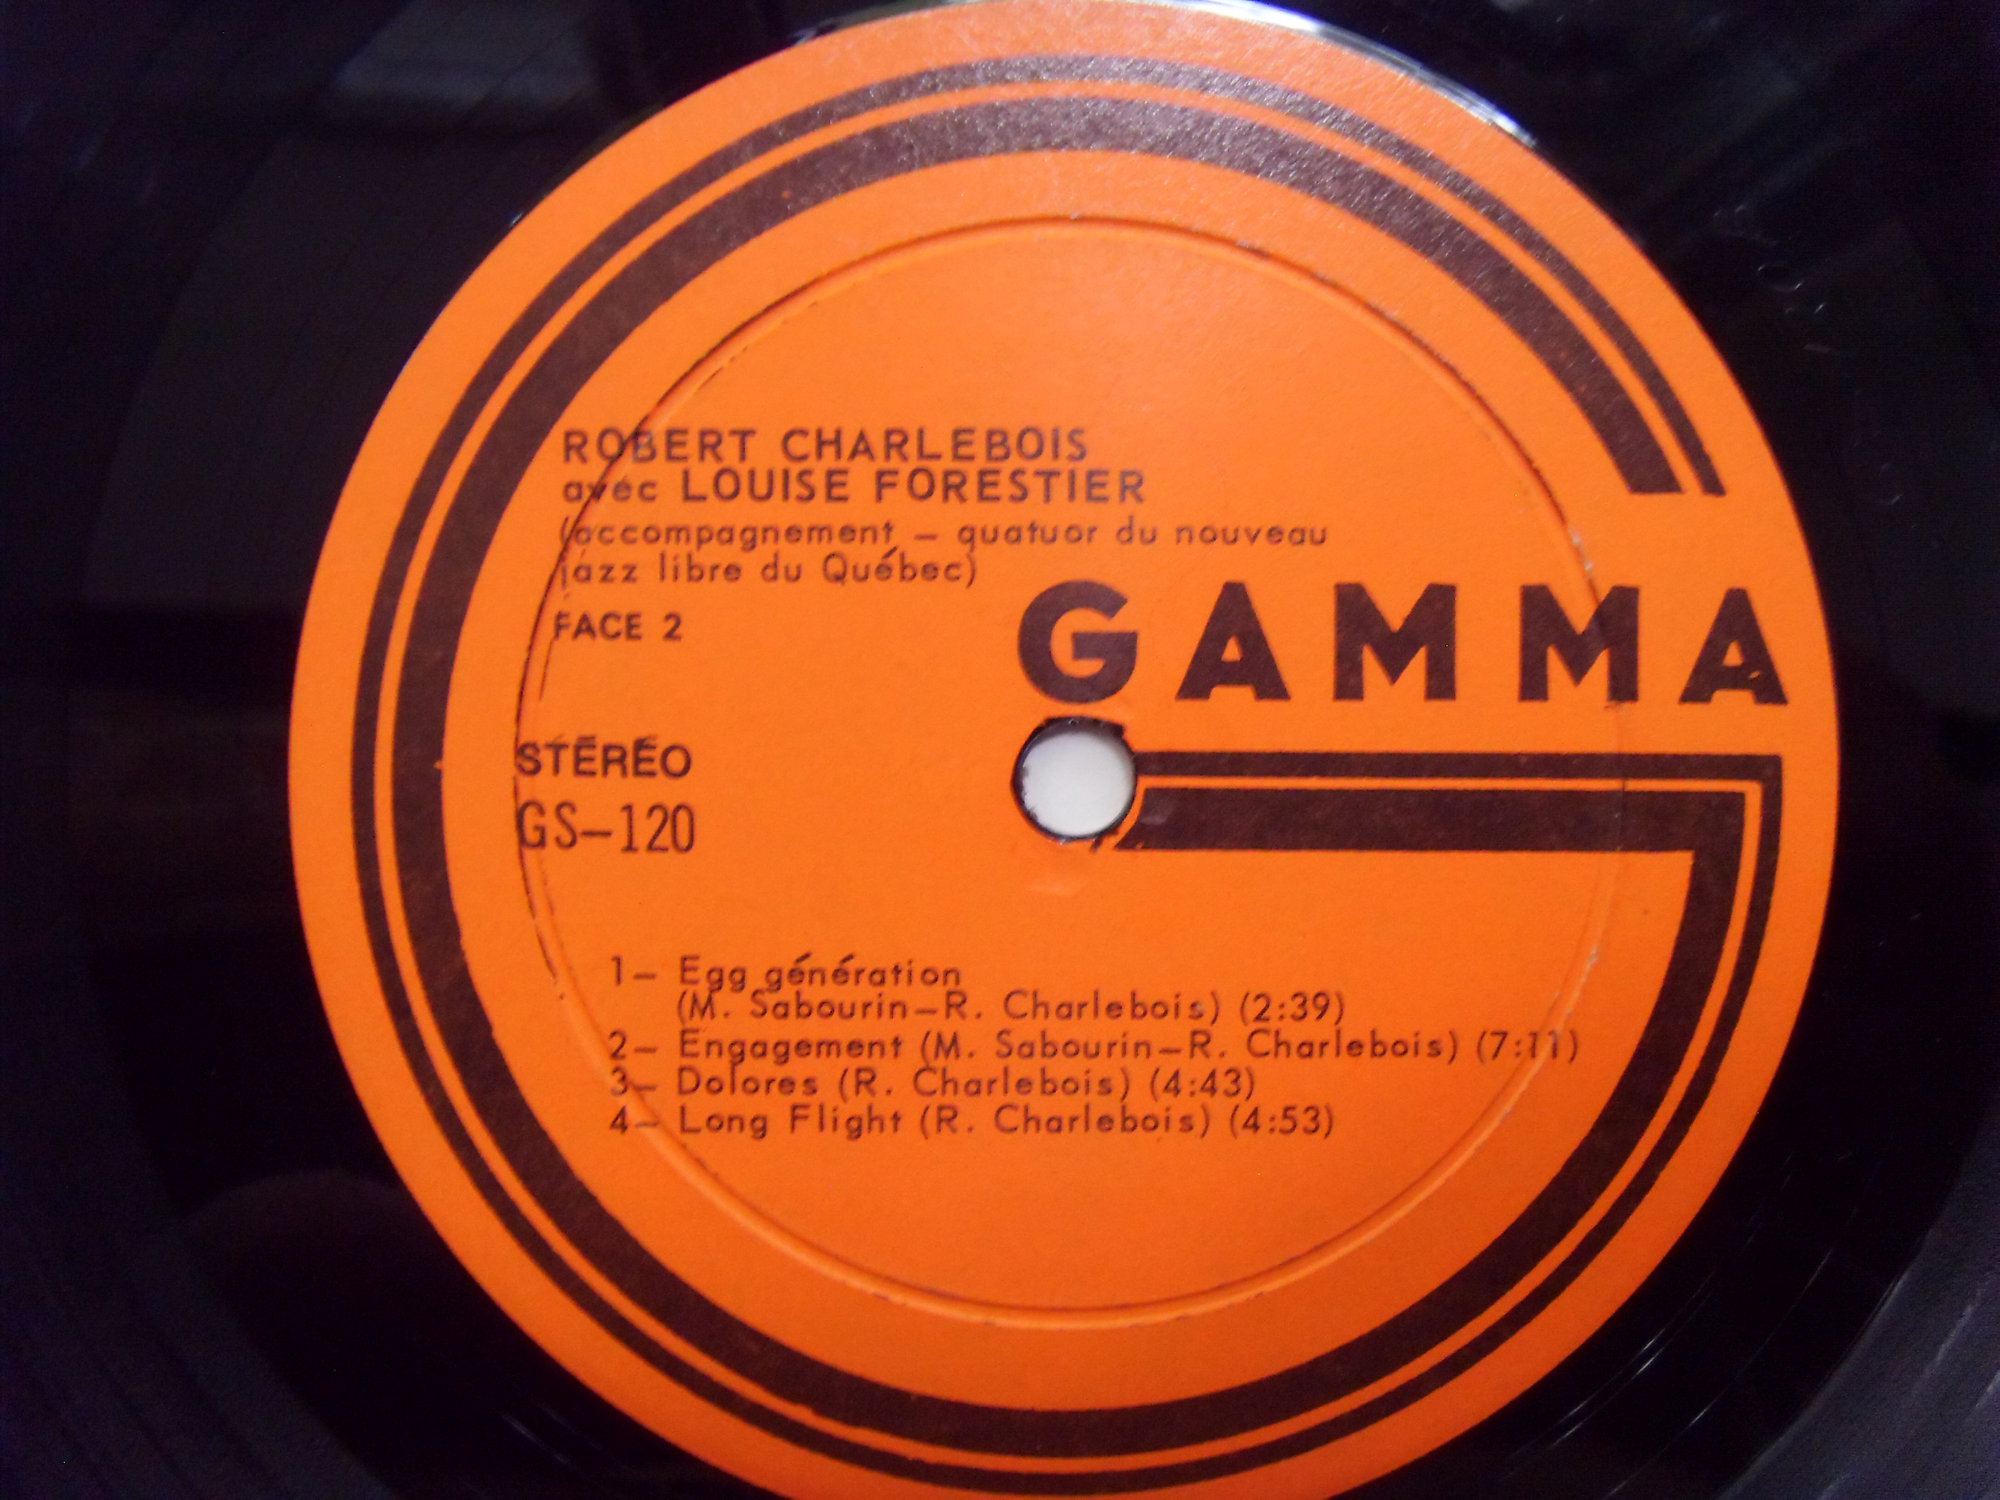 ROBERT CHARLEBOIS
avec LOUISE FORESTIER
(accompagnement – quatuor du nouveau
jazz libre du Québec)
FACE 2
GAMMA
STÉRÉO
GS–120
1– Egg génération
(M. Sabourin–R. Charlebois) (2:39)
2– Engagement (M. Sabourin–R. Charlebois) (7:11)
3– Dolores (R. Charlebois) (4:43)
4– Long Flight (R. Charlebois) (4:53)